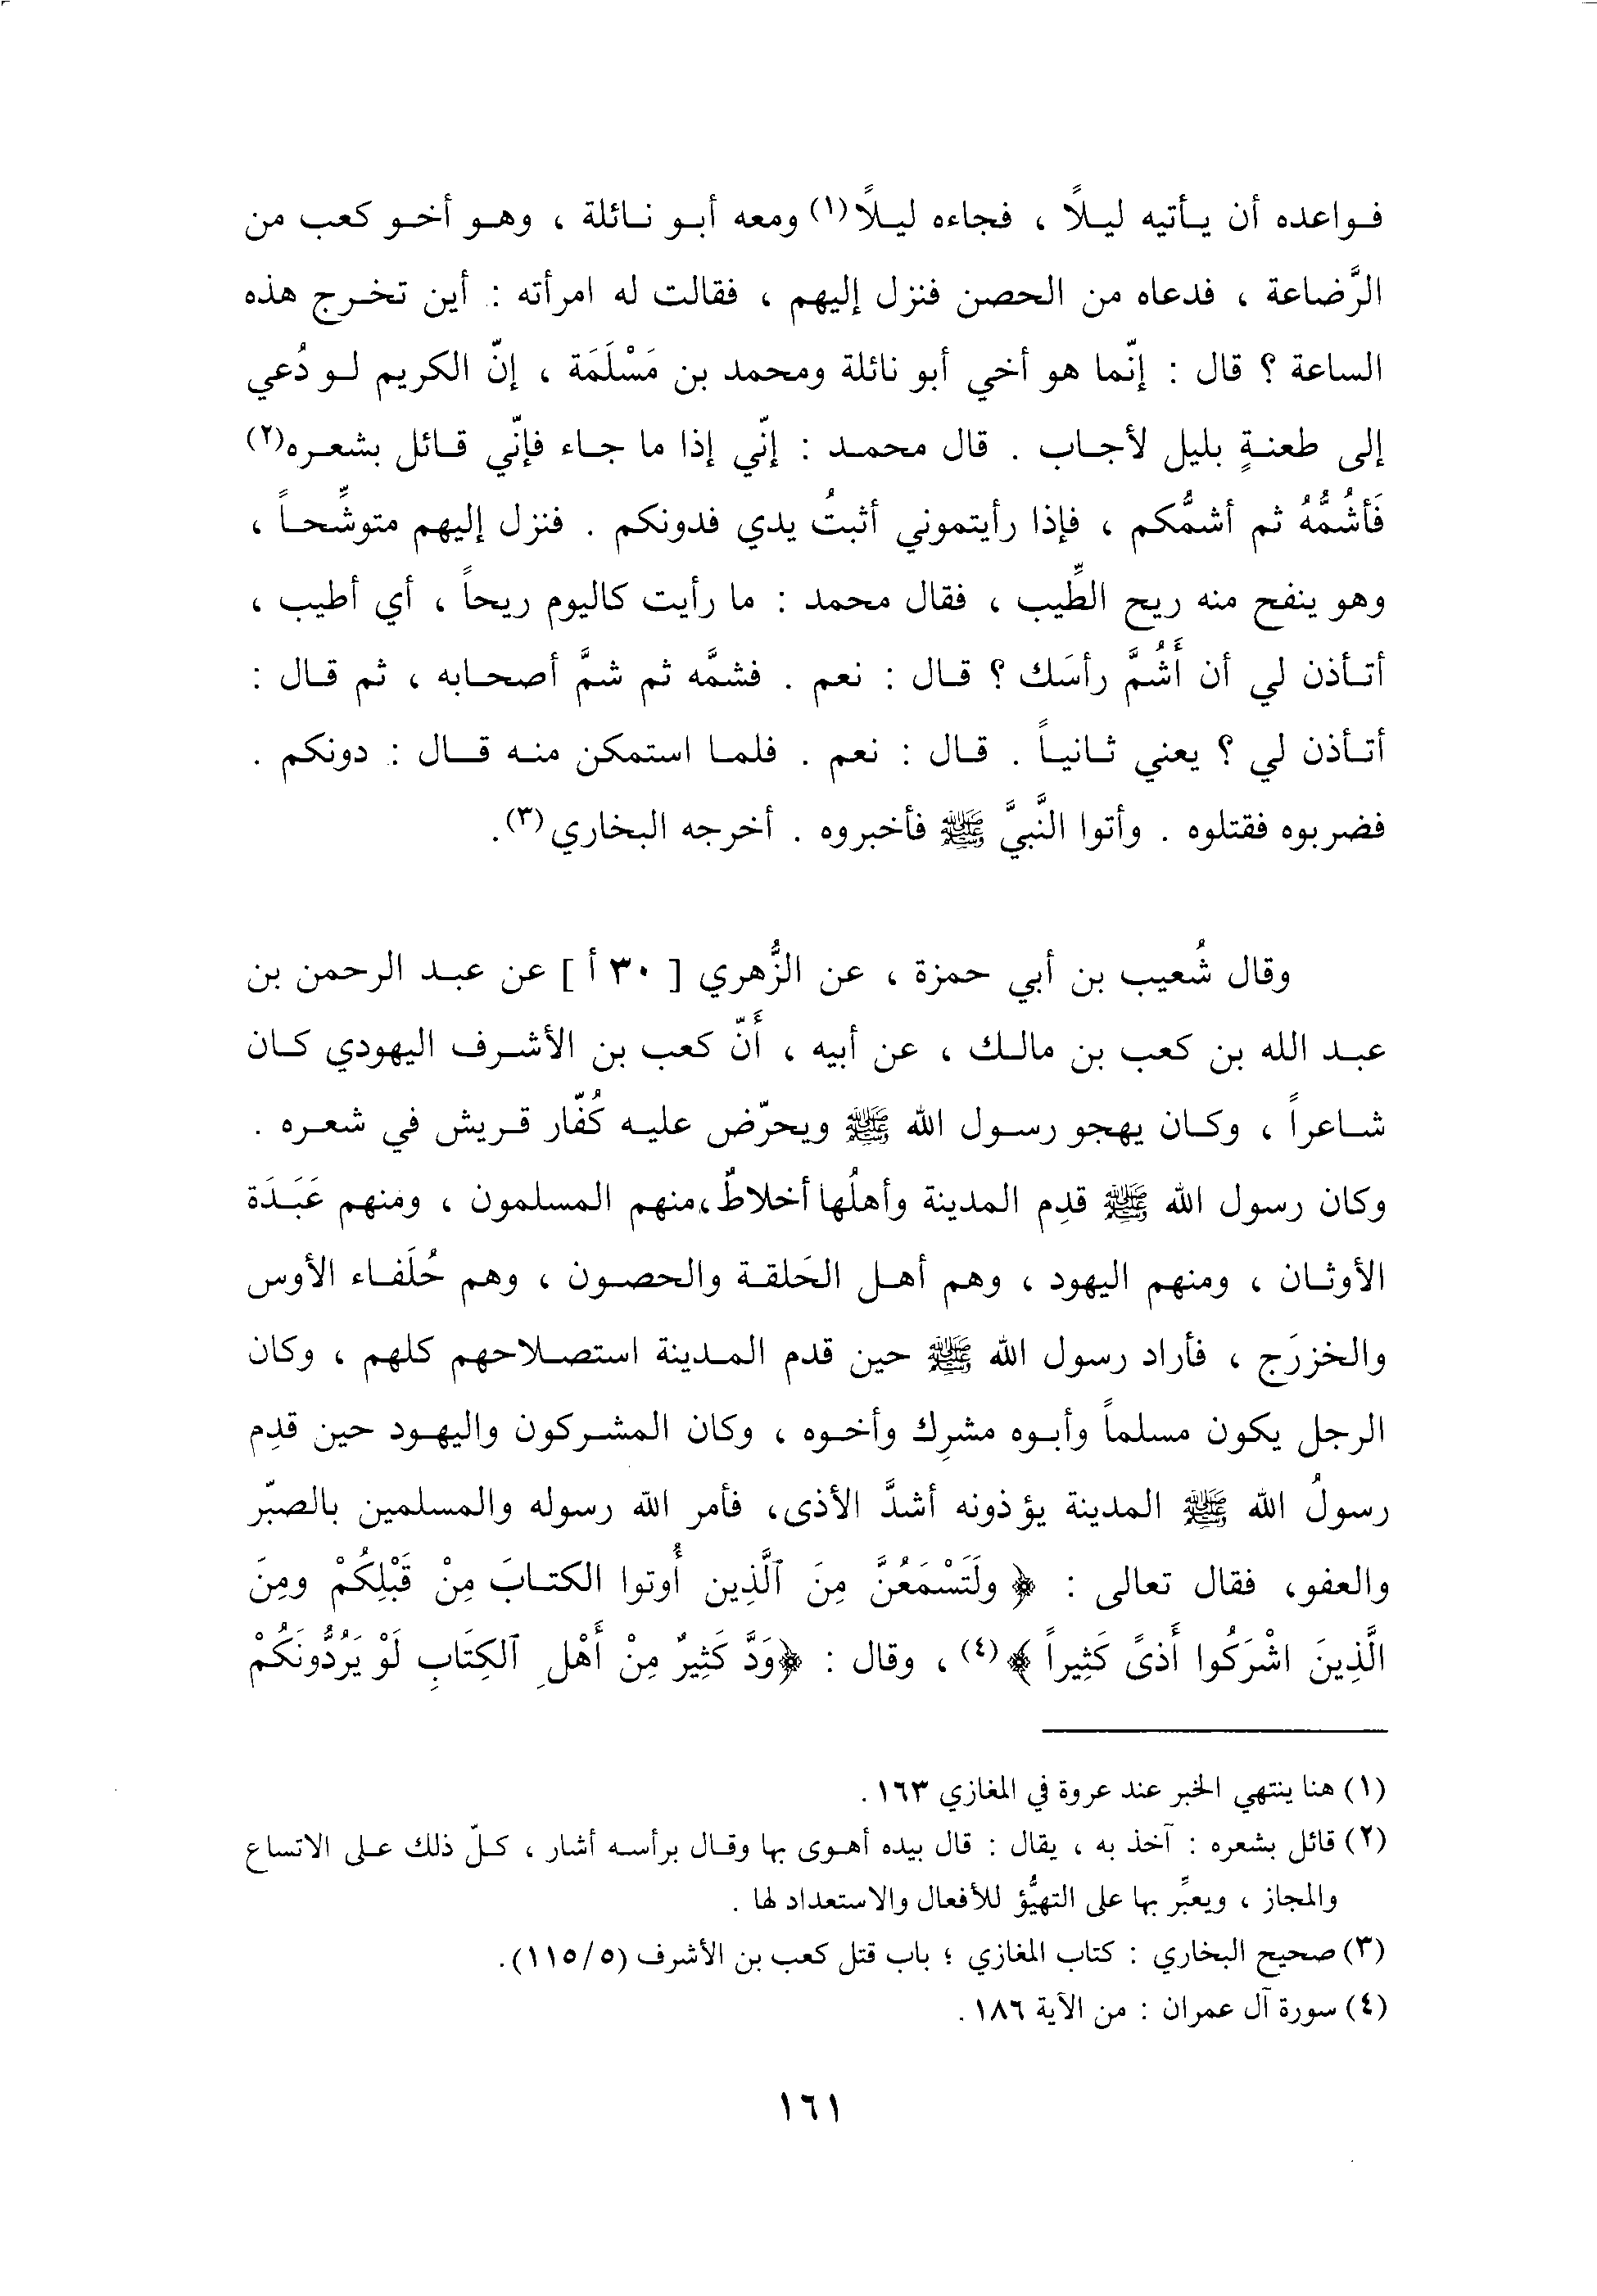 فواعده أن يأتيه ليلاً ، فجاءه ليلاً(١) ومعه أبو نائلة ، وهو أخو كعب من
الرَّضاعة ، فدعاه من الحصن فنزل إليهم ، فقالت له امرأته : أين تخرج هذه
الساعة ؟ قال : إنّما هو أخي أبو نائلة ومحمد بن مَسْلَمَة ، إنّ الكريم لو دُعي
إلى طعنةٍ بليل لأجاب . قال محمد : إنّي إذا ما جاء فإنّي قائل بشعره(٢)
فَأشُمُّهُ ثم أشمُّكم ، فإذا رأيتموني أثبتُ يدي فدونكم . فنزل إليهم متوشِّحاً ،
وهو ينفح منه ريح الطِّيب ، فقال محمد : ما رأيت كاليوم ريحاً ، أي أطيب ،
أتأذن لي أن أَشُمَّ رأسَك ؟ قال : نعم . فشمَّه ثم شمَّ أصحابه ، ثم قال :
أتأذن لي ؟ يعني ثانياً . قال : نعم . فلما استمكن منه قال : دونكم .
فضربوه فقتلوه . وأتوا النَّبيَّ ﷺ فأخبروه . أخرجه البخاري(٣).
وقال شُعيب بن أبي حمزة ، عن الزُّهري [ ٣٠ أ ] عن عبد الرحمن بن
عبد الله بن كعب بن مالك ، عن أبيه ، أَنّ كعب بن الأشرف اليهودي كان
شاعراً ، وكان يهجو رسول الله ﷺ ويحرّض عليه كُفّار قريش في شعره .
وكان رسول الله ﷺ قدِم المدينة وأهلُها أخلاطٌ،منهم المسلمون ، ومنهم عَبَدَة
الأوثان ، ومنهم اليهود ، وهم أهل الحَلقة والحصون ، وهم حُلَفاء الأوس
والخزرَج ، فأراد رسول الله ﷺ حين قدم المدينة استصلاحهم كلهم ، وكان
الرجل يكون مسلماً وأبوه مشرِك وأخوه ، وكان المشركون واليهود حين قدِم
رسولُ الله ﷺ المدينة يؤذونه أشدَّ الأذى، فأمر الله رسوله والمسلمين بالصبّر
والعفو، فقال تعالى : ﴿ ولَتَسْمَعُنَّ مِنَ ٱلَّذِين أُوتوا الكتابَ مِنْ قَبْلِكُمْ ومِنَ
الَّذِينَ اشْرَكُوا أَذىً كَثِيراً ﴾(٤) ، وقال : ﴿وَدَّ كَثِيرٌ مِنْ أَهْلِ ٱلكِتَابِ لَوْ يَرُدُّونَكُمْ
(١) هنا ينتهي الخبر عند عروة في المغازي ١٦٣ .
(٢) قائل بشعره : آخذ به ، يقال : قال بيده أهوى بها وقال برأسه أشار ، كلّ ذلك على الاتساع
والمجاز ، ويعبِّر بها على التهيُّؤ للأفعال والاستعداد لها .
(٣) صحيح البخاري : كتاب المغازي ؛ باب قتل كعب بن الأشرف (١١٥/٥).
(٤) سورة آل عمران : من الآية ١٨٦ .
١٦١